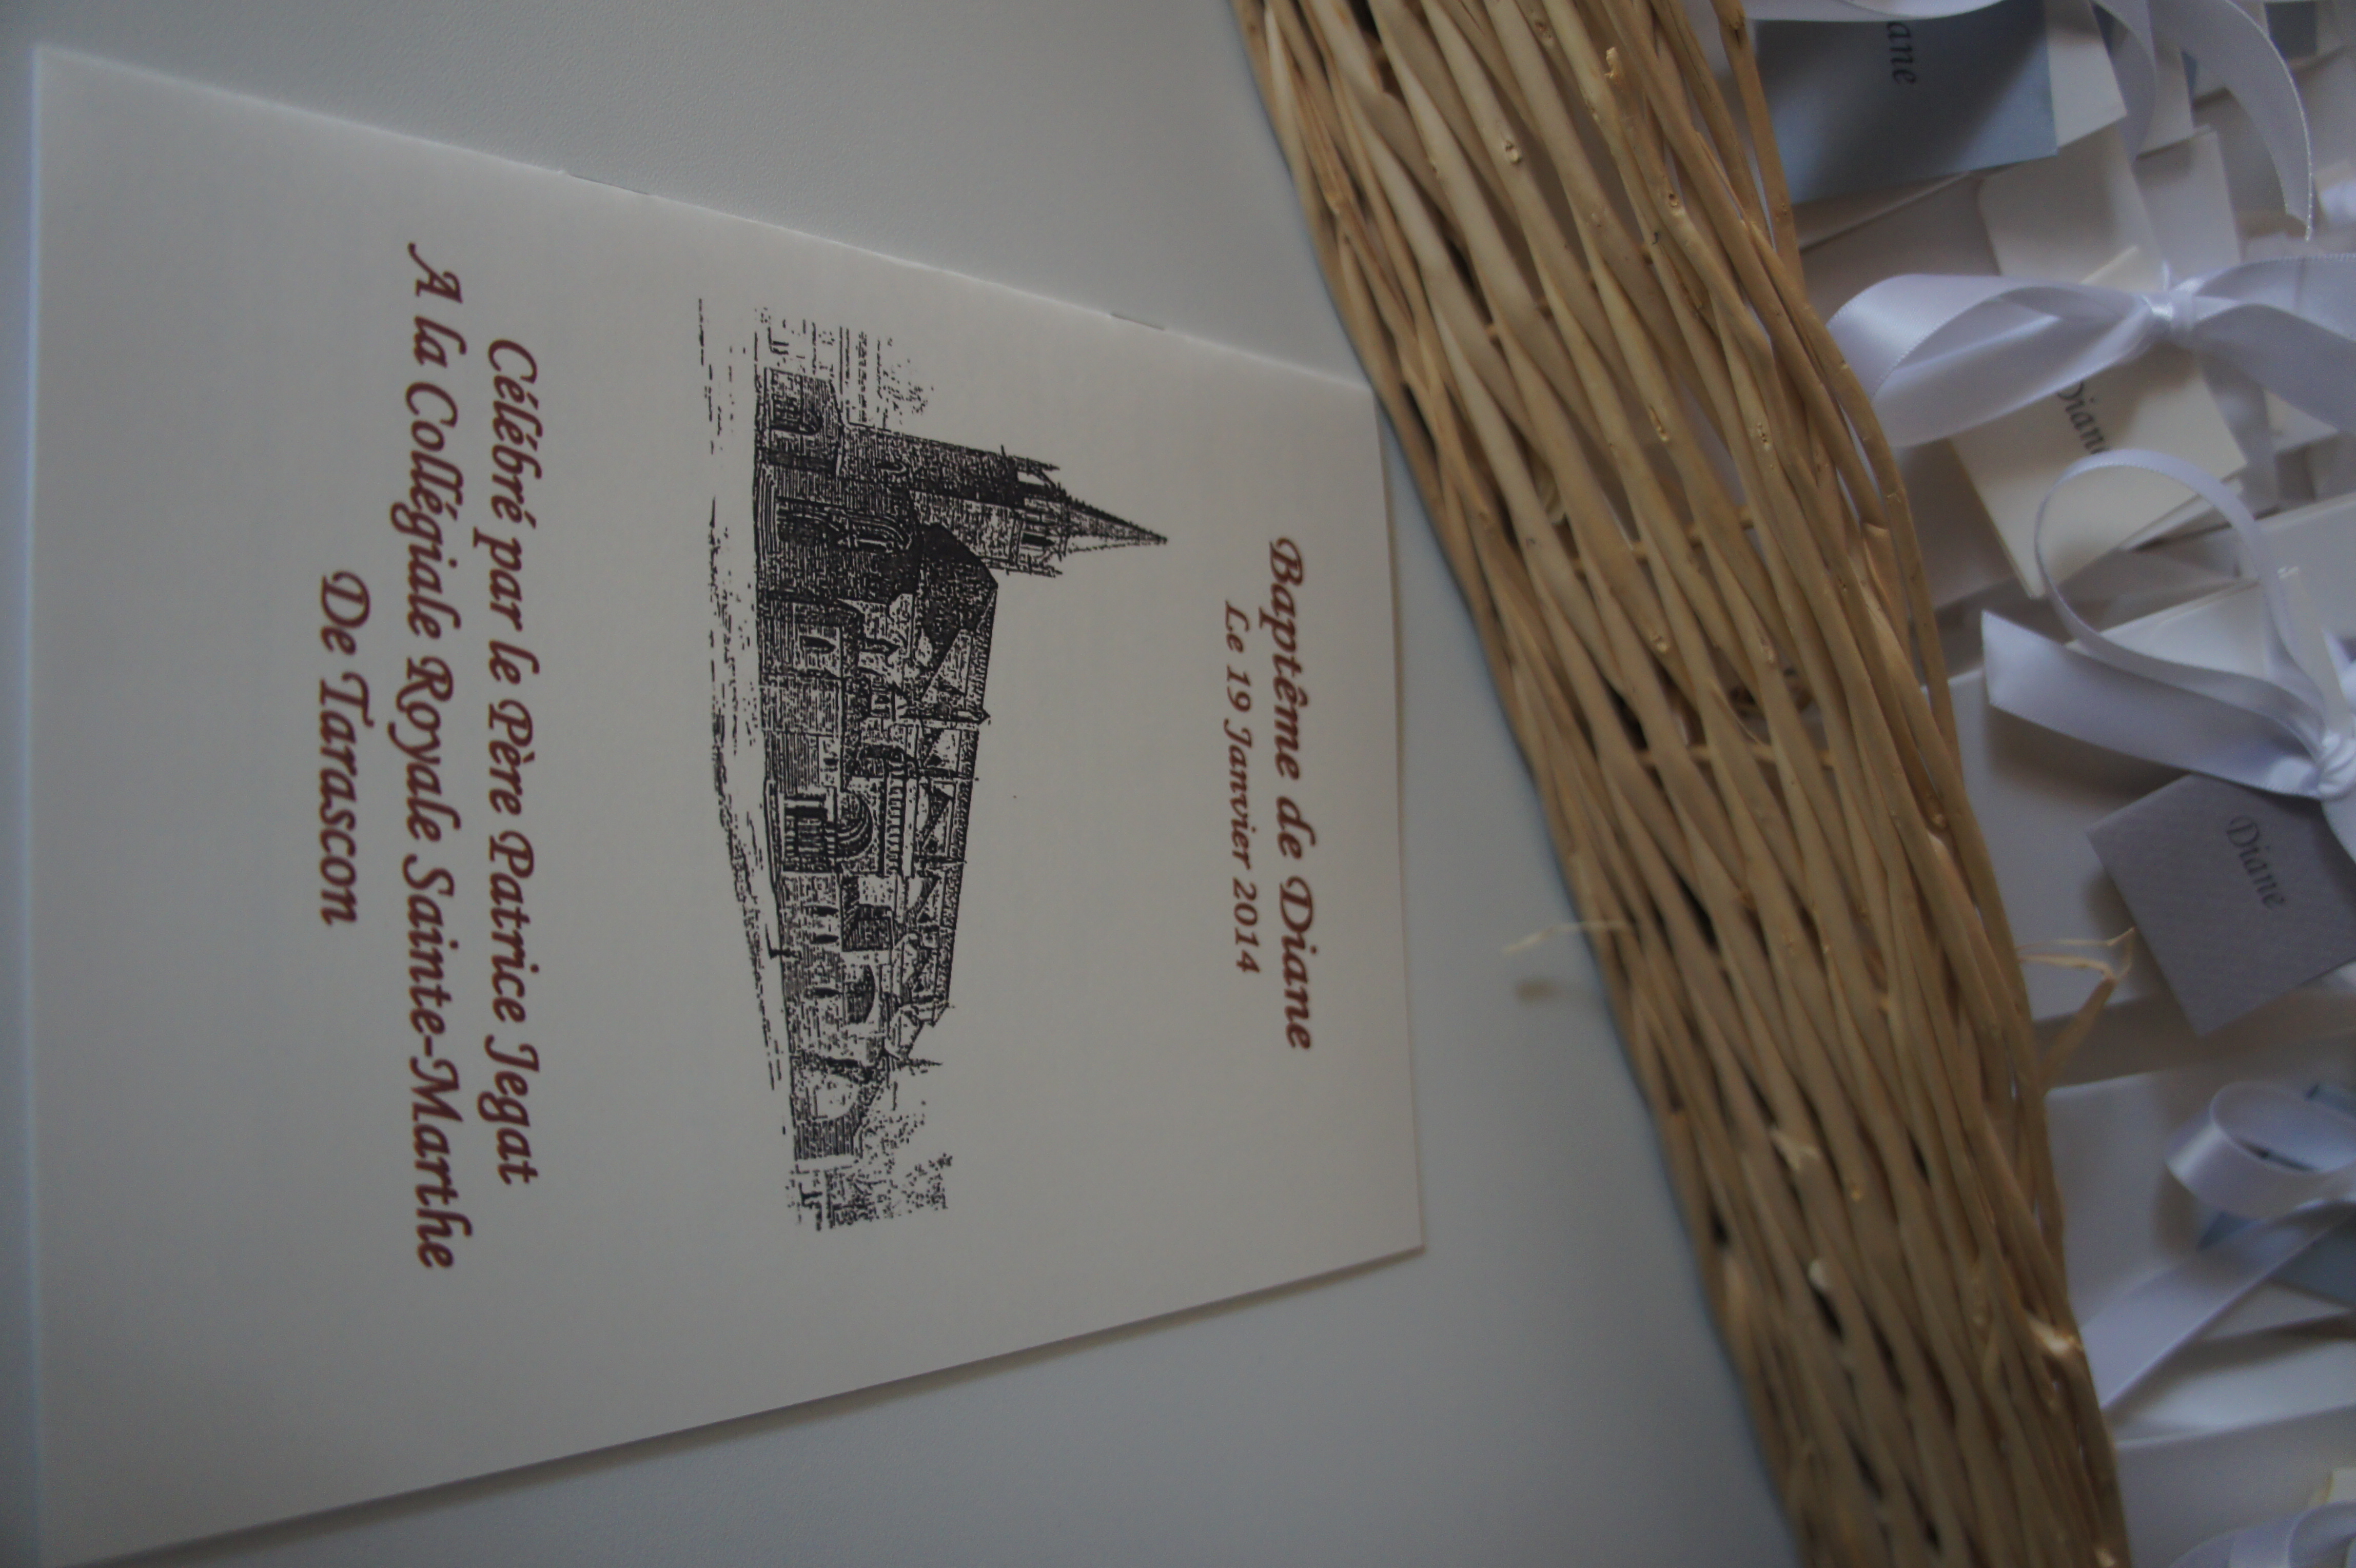 Baptême de Diane
Le 19 Janvier 2014
Célébré par le Père Patrice Jegat
A la Collégiale Royale Sainte-Marthe
De Tarascon
Diane
Diane